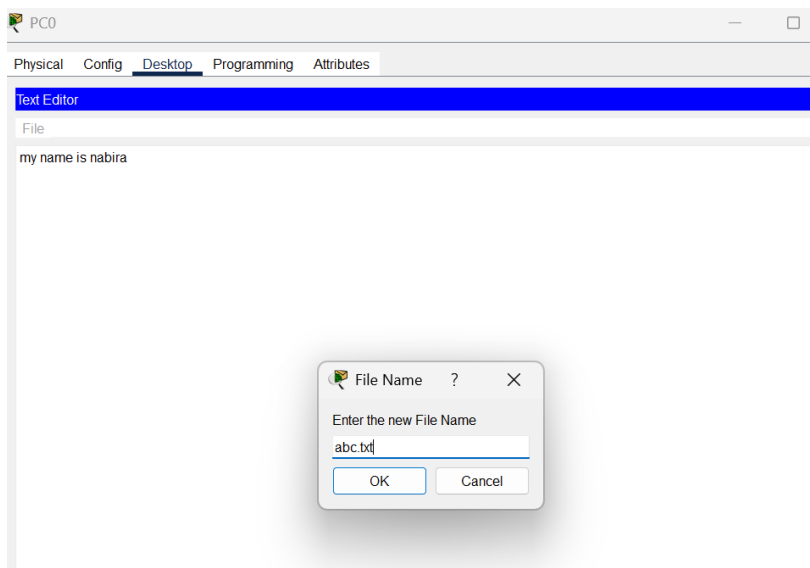 PC0
Physical Config Desktop Programming Attributes
Text Editor
File
my name is nabira
File Name ?
Enter the new File Name
abc.txt
OK Cancel